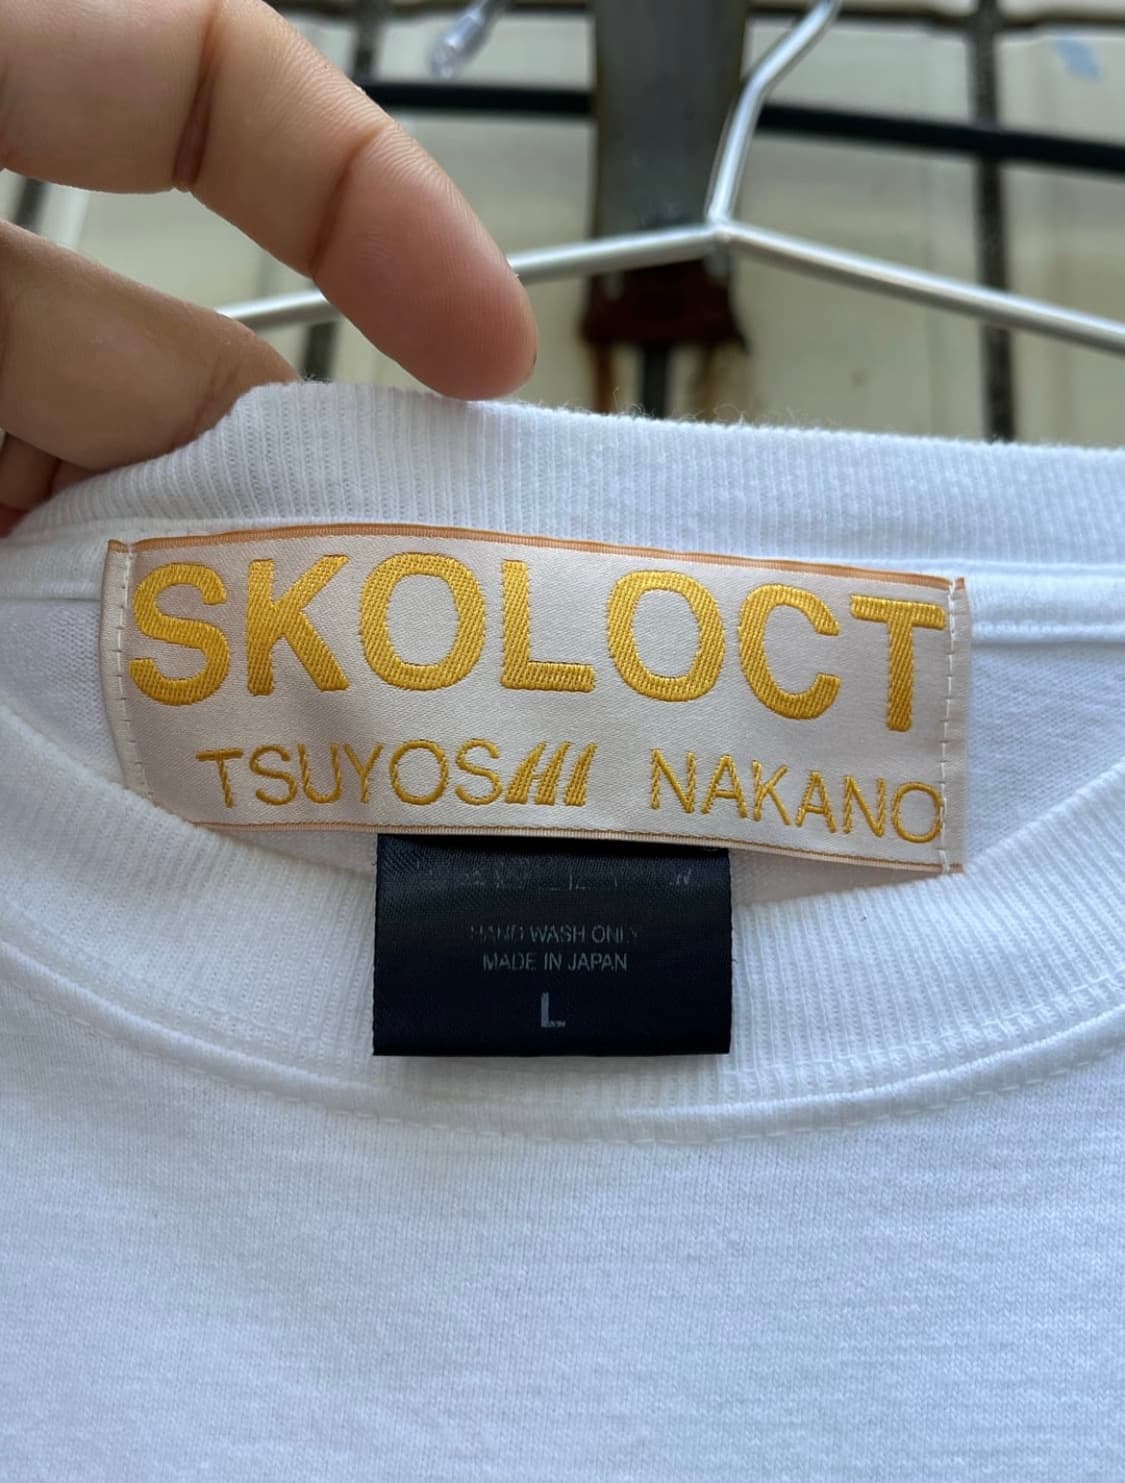 SKOLOCT
TSUYOSHI NAKANO
HAND WASH ONLY
MADE IN JAPAN
L